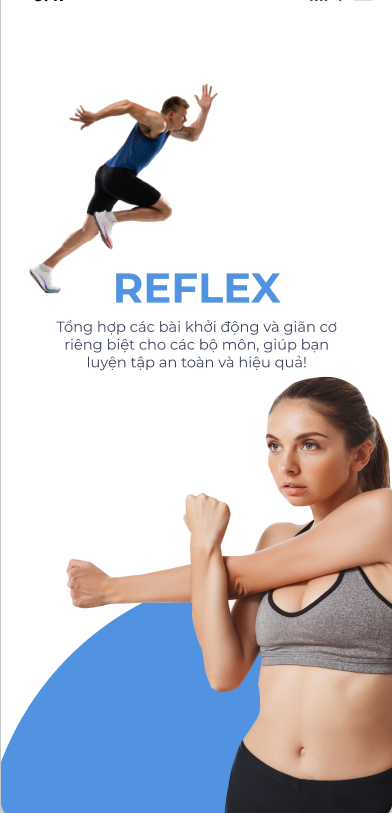 REFLEX
Tổng hợp các bài khởi động và giãn cơ
riêng biệt cho các bộ môn, giúp bạn
luyện tập an toàn và hiệu quả!